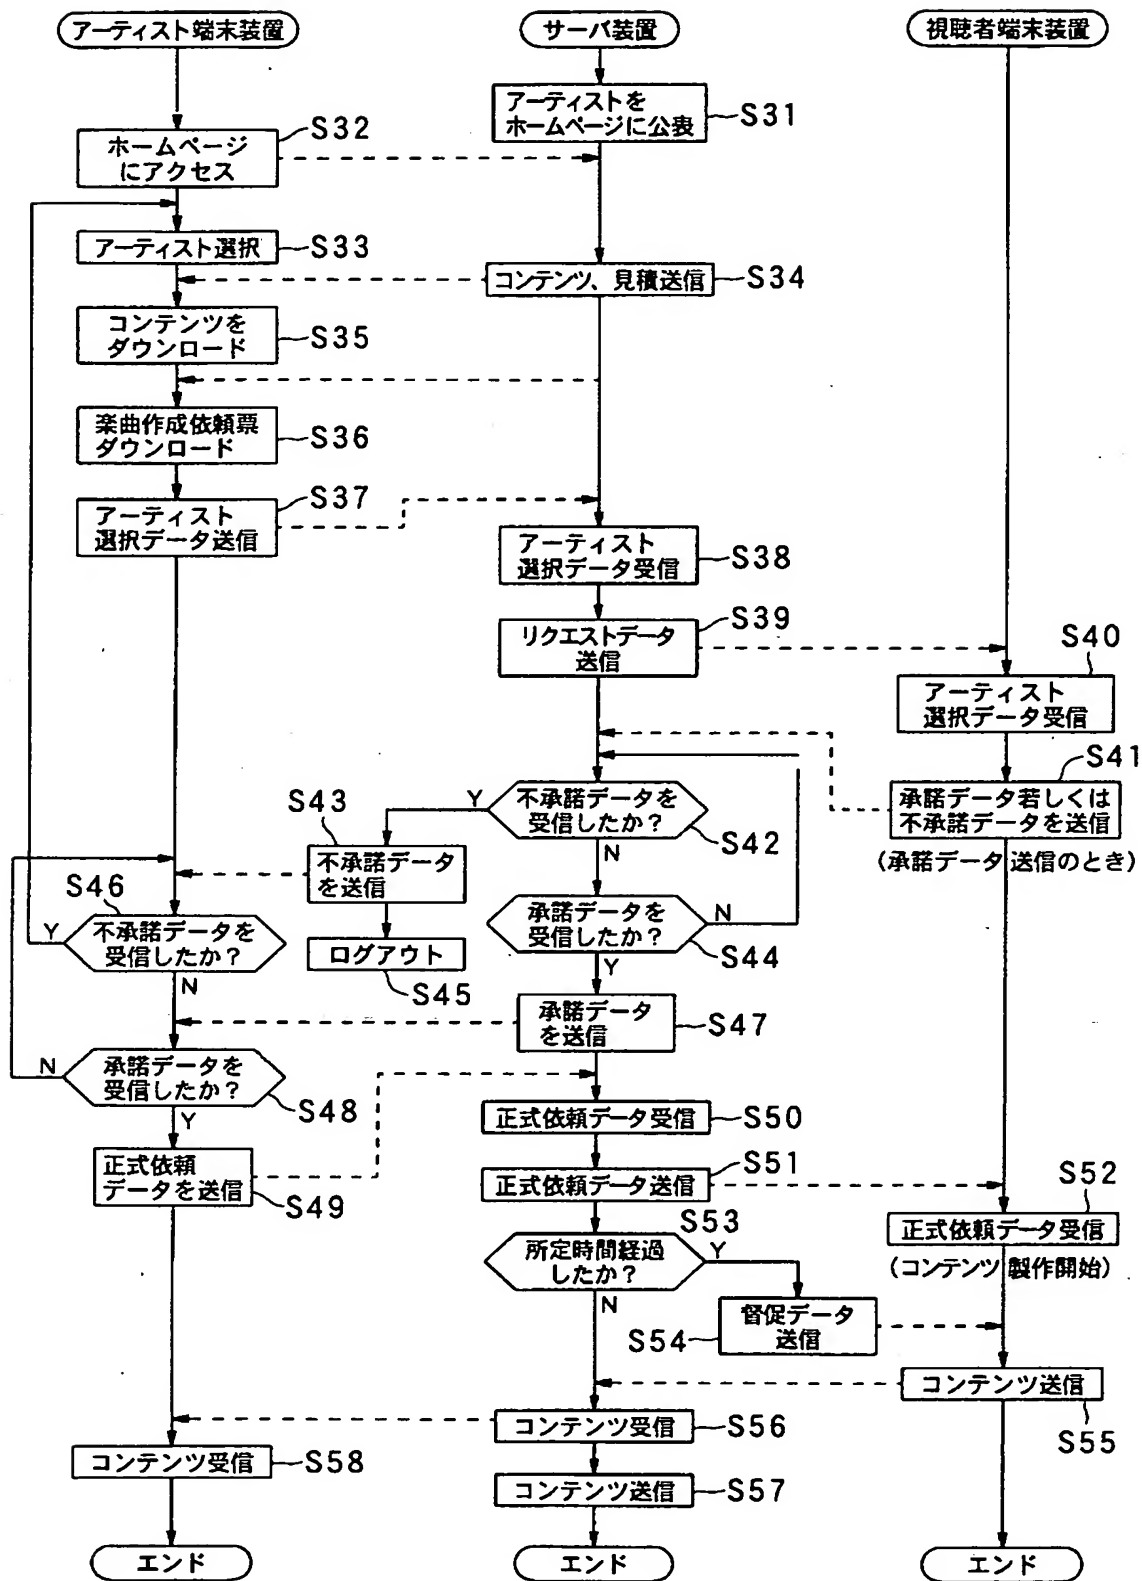 アーティスト端末装置
サーバ装置
視聴者端末装置
アーティストを
ホームページに公表
S31
ホームページ
にアクセス
S32
アーティスト選択
S33
コンテンツ、見積送信
S34
コンテンツを
ダウンロード
S35
楽曲作成依頼票
ダウンロード
S36
アーティスト
選択データ送信
S37
アーティスト
選択データ受信
S38
リクエストデータ
送信
S39
S40
アーティスト
選択データ受信
S41
承諾データ若しくは
不承諾データを送信
(承諾データ送信のとき)
不承諾データを
受信したか?
S42
Y
N
S43
不承諾データ
を送信
承諾データを
受信したか?
S44
N
Y
ログアウト
S45
S46
不承諾データを
受信したか?
Y
N
承諾データ
を送信
S47
承諾データを
受信したか?
S48
N
Y
正式依頼
データを送信
S49
正式依頼データ受信
S50
正式依頼データ送信
S51
S52
正式依頼データ受信
(コンテンツ製作開始)
S53
所定時間経過
したか?
Y
N
督促データ
送信
S54
コンテンツ送信
S55
コンテンツ受信
S56
コンテンツ送信
S57
コンテンツ受信
S58
エンド
エンド
エンド